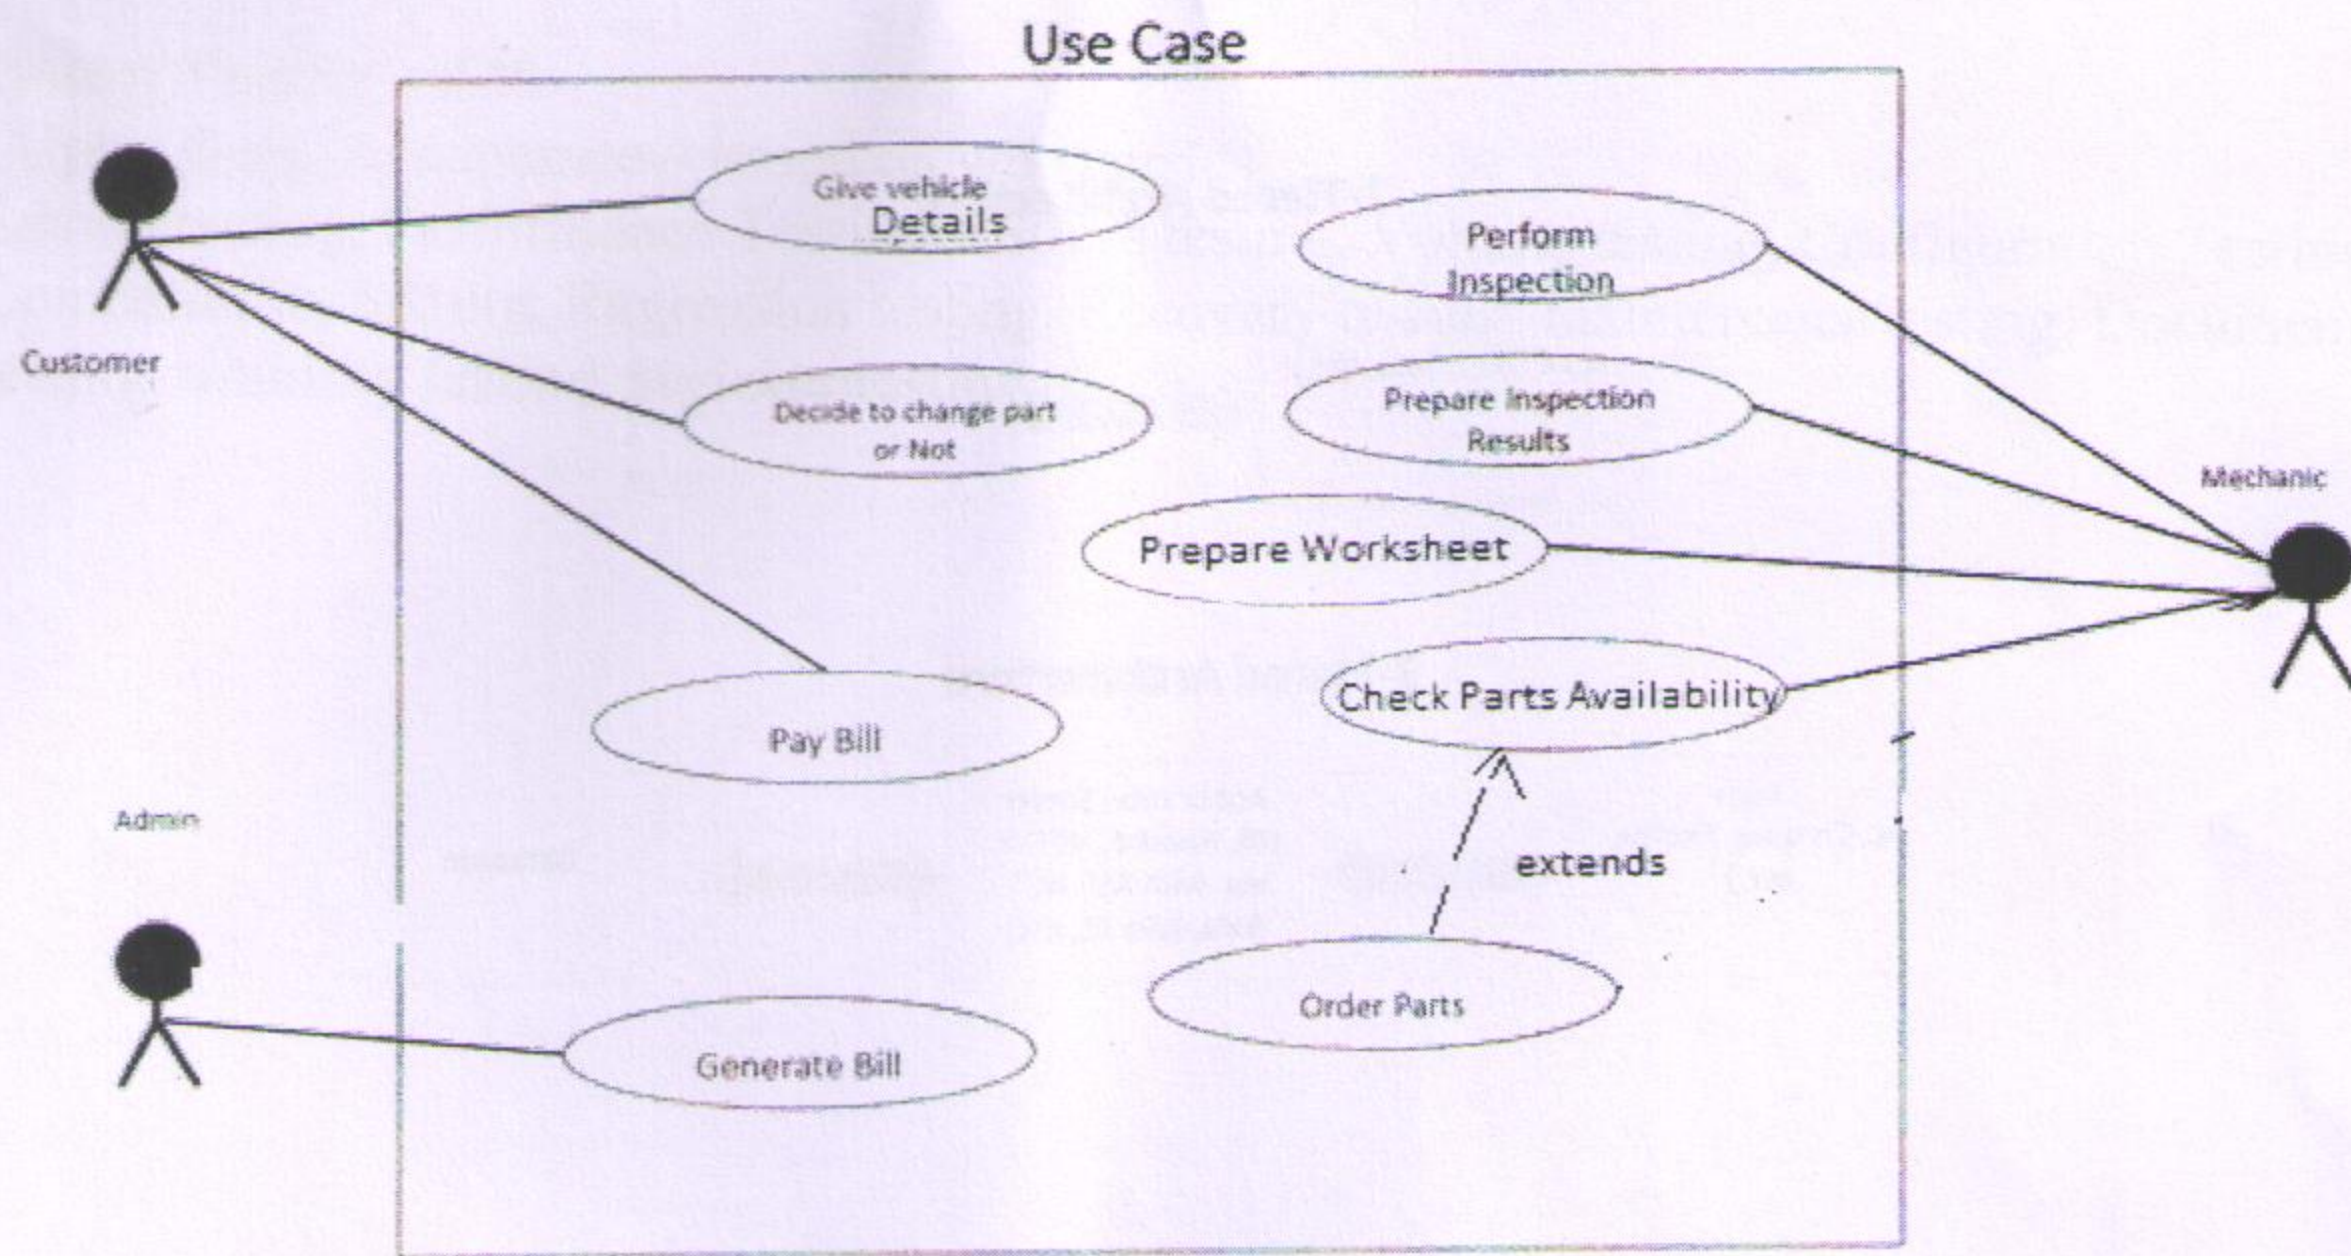 Use Case
Give vehicle
Details
Perform
Inspection
Customer
Decide to change part
or Not
Prepare Inspection
Results
Mechanic
Prepare Worksheet
Check Parts Availability
Pay Bill
Admin
extends
Order Parts
Generate Bill